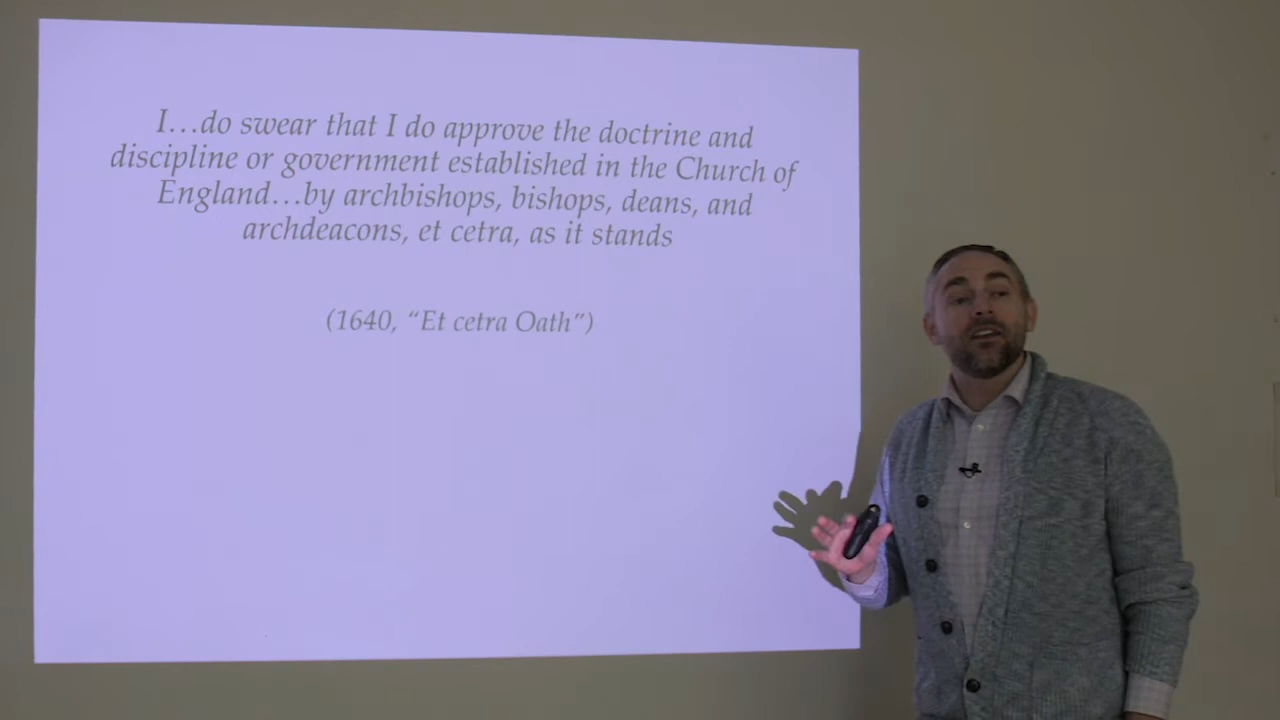 I…do swear that I do approve the doctrine and
discipline or government established in the Church of
England…by archbishops, bishops, deans, and
archdeacons, et cetra, as it stands
(1640, “Et cetra Oath”)